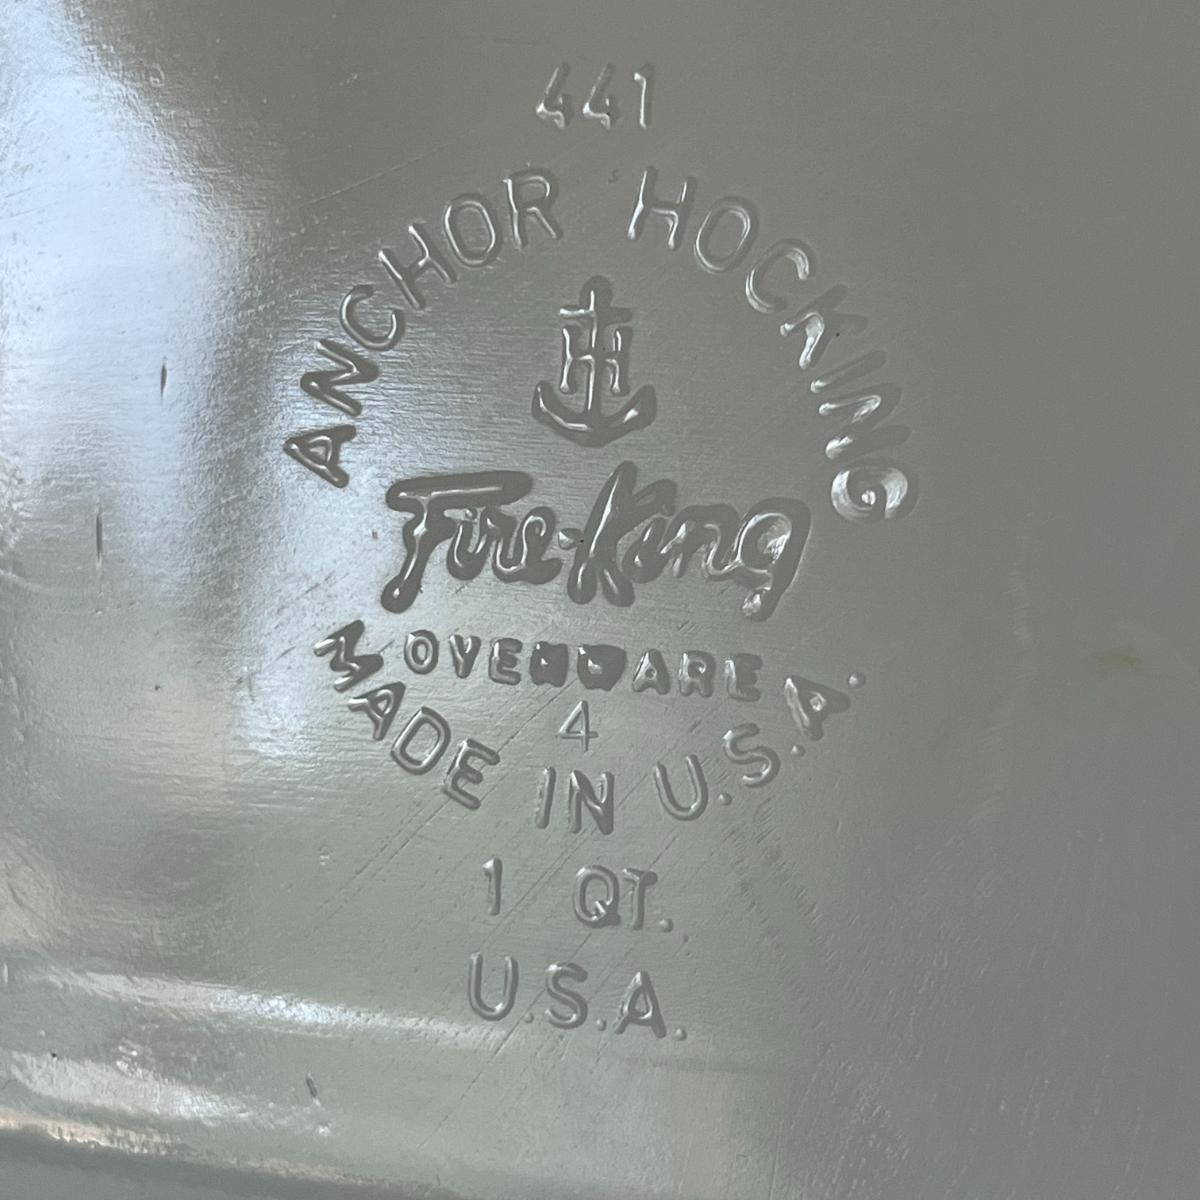 441
ANCHOR HOCKING
Fire-King
OVENWARE
4
MADE IN U.S.A.
1 QT.
U.S.A.